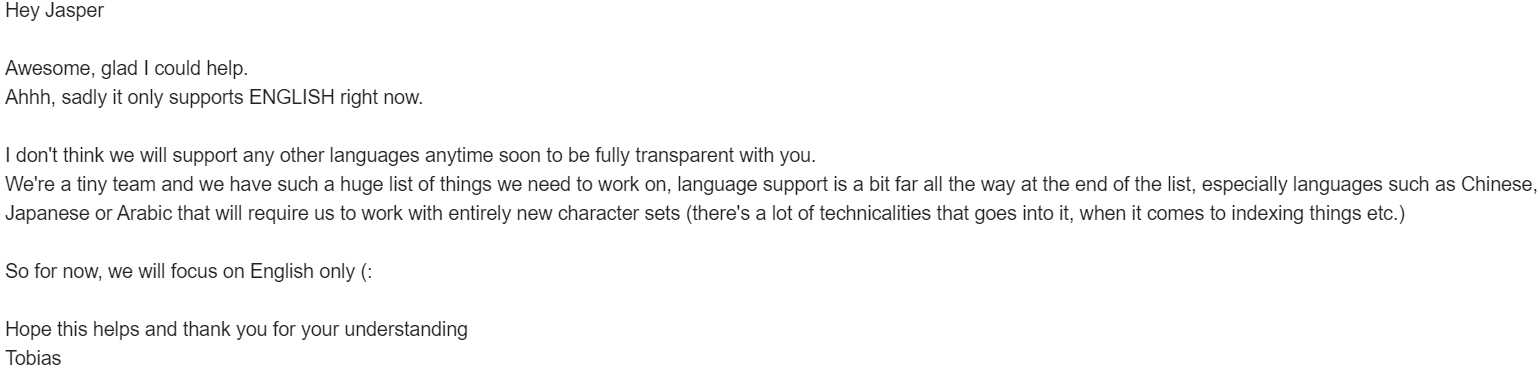 Hey Jasper
Awesome, glad I could help.
Ahhh, sadly it only supports ENGLISH right now.
I don't think we will support any other languages anytime soon to be fully transparent with you.
We're a tiny team and we have such a huge list of things we need to work on, language support is a bit far all the way at the end of the list, especially languages such as Chinese,
Japanese or Arabic that will require us to work with entirely new character sets (there's a lot of technicalities that goes into it, when it comes to indexing things etc.)
So for now, we will focus on English only (:
Hope this helps and thank you for your understanding
Tobias